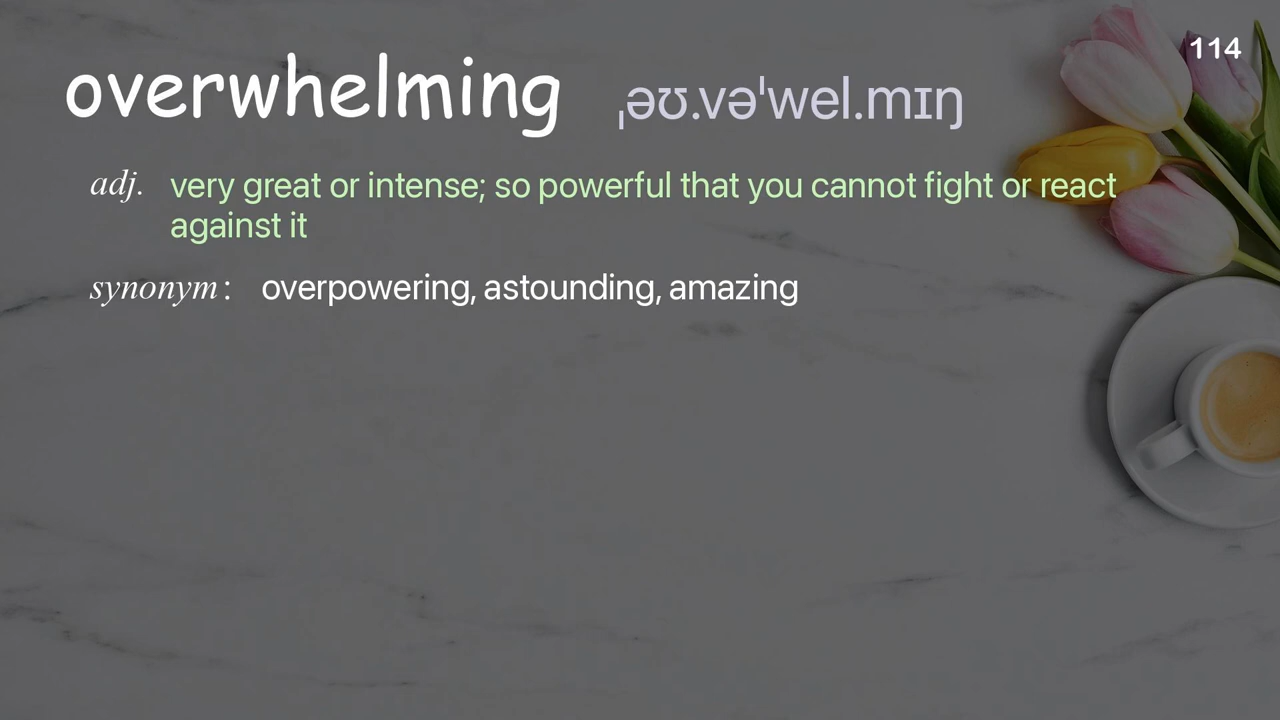 114
overwhelming ˌəʊ.vəˈwel.mɪŋ
adj. very great or intense; so powerful that you cannot fight or react
against it
synonym: overpowering, astounding, amazing